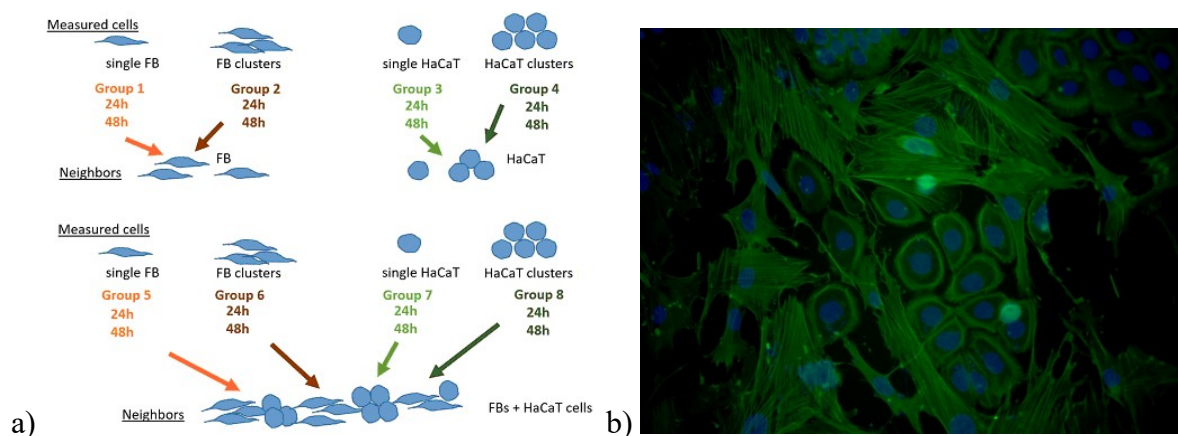 Measured cells
single FB
FB clusters
single HaCaT
HaCaT clusters
Group 1
24h
48h
Group 2
24h
48h
Group 3
24h
48h
Group 4
24h
48h
FB
HaCaT
Neighbors
Measured cells
single FB
FB clusters
single HaCaT
HaCaT clusters
Group 5
24h
48h
Group 6
24h
48h
Group 7
24h
48h
Group 8
24h
48h
Neighbors
FBs + HaCaT cells
a)
b)